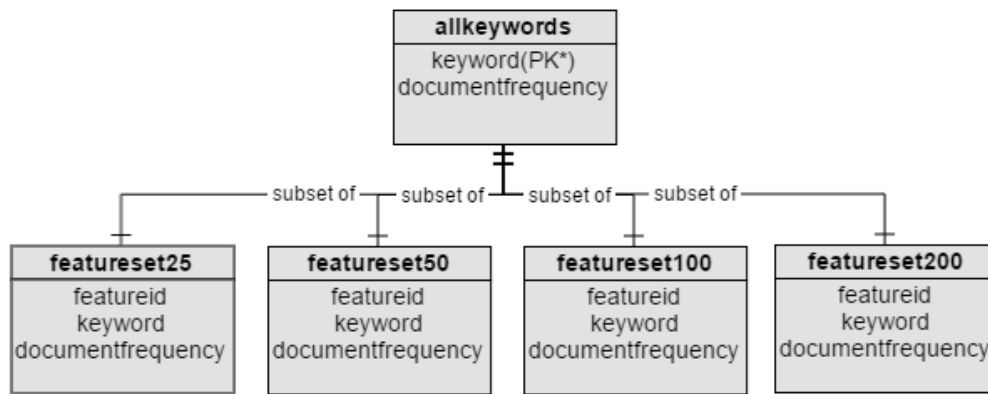 allkeywords
keyword(PK*)
documentfrequency
subset of
subset of
subset of
subset of
featureset25
featureid
keyword
documentfrequency
featureset50
featureid
keyword
documentfrequency
featureset100
featureid
keyword
documentfrequency
featureset200
featureid
keyword
documentfrequency